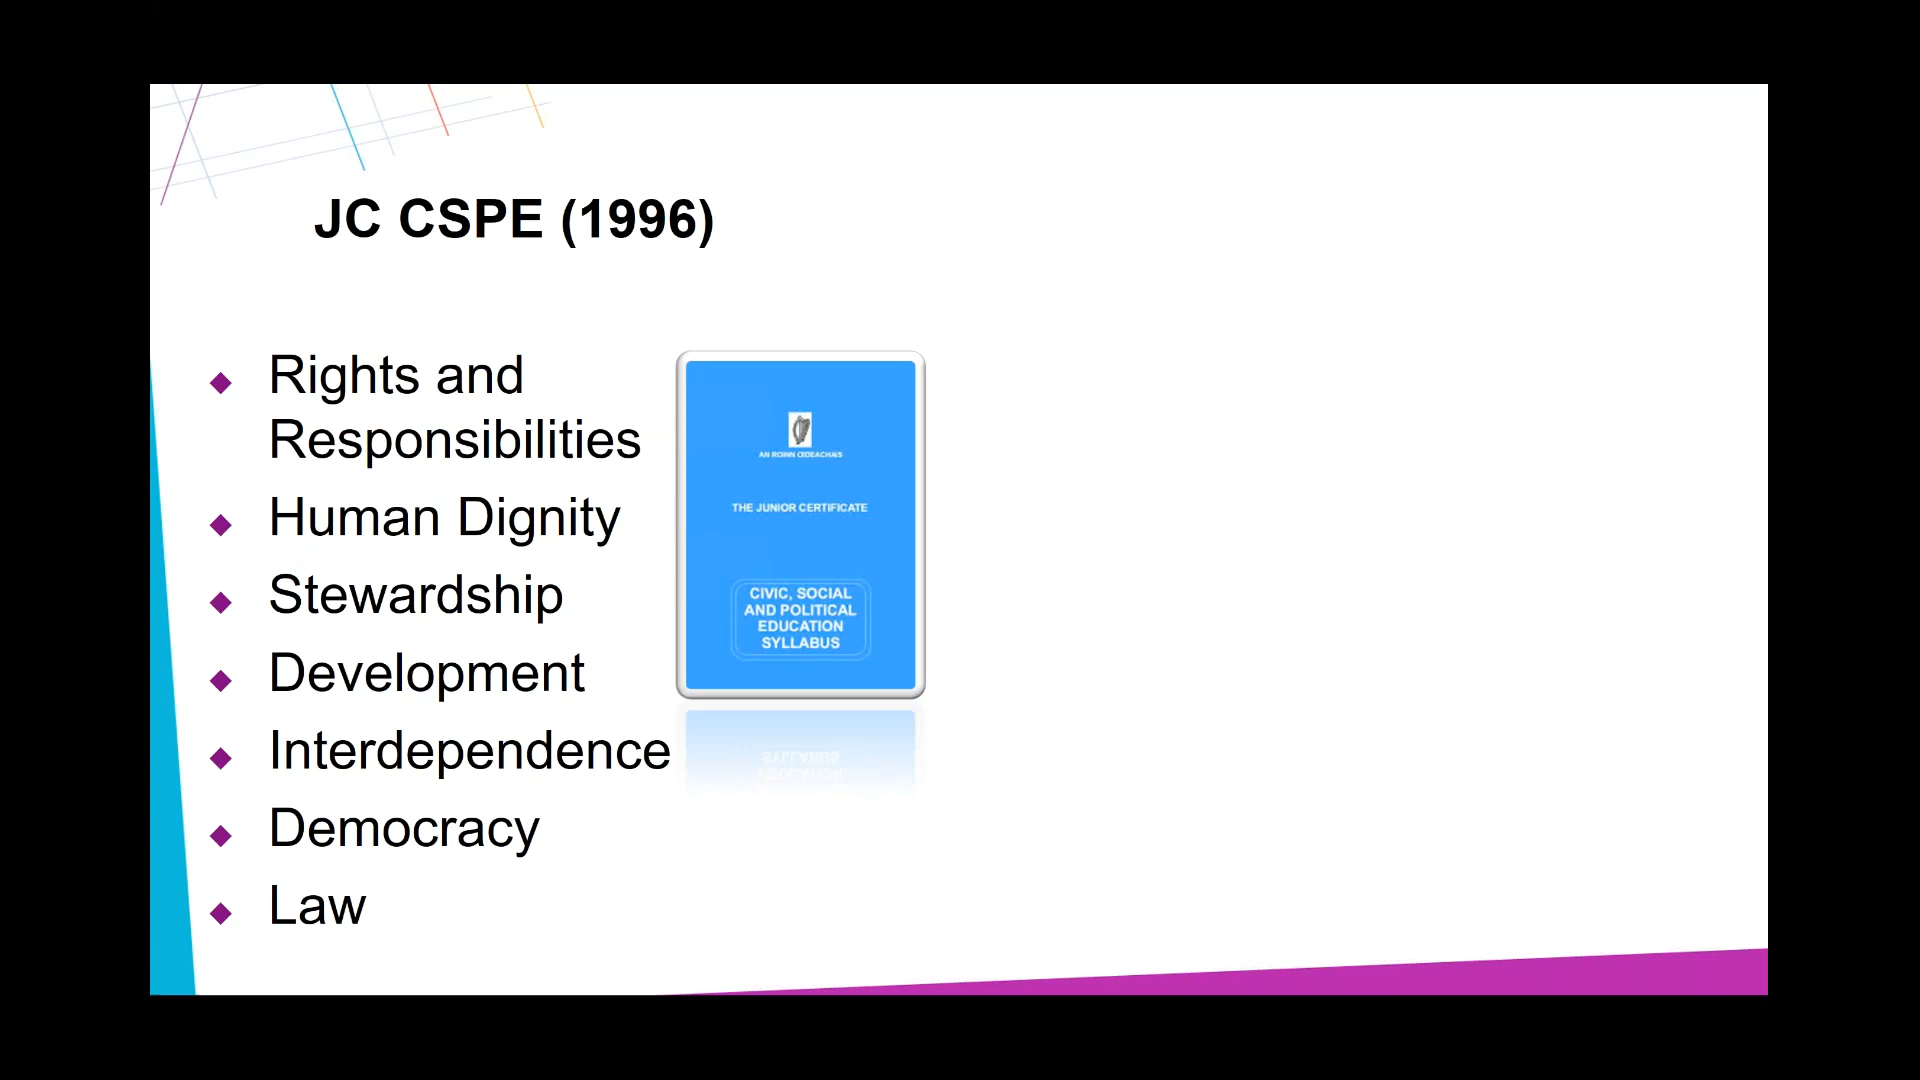 JC CSPE (1996)
Rights and
Responsibilities
Human Dignity
Stewardship
Development
Interdependence
Democracy
Law
AN ROINN OIDEACHAIS
THE JUNIOR CERTIFICATE
CIVIC, SOCIAL
AND POLITICAL
EDUCATION
SYLLABUS